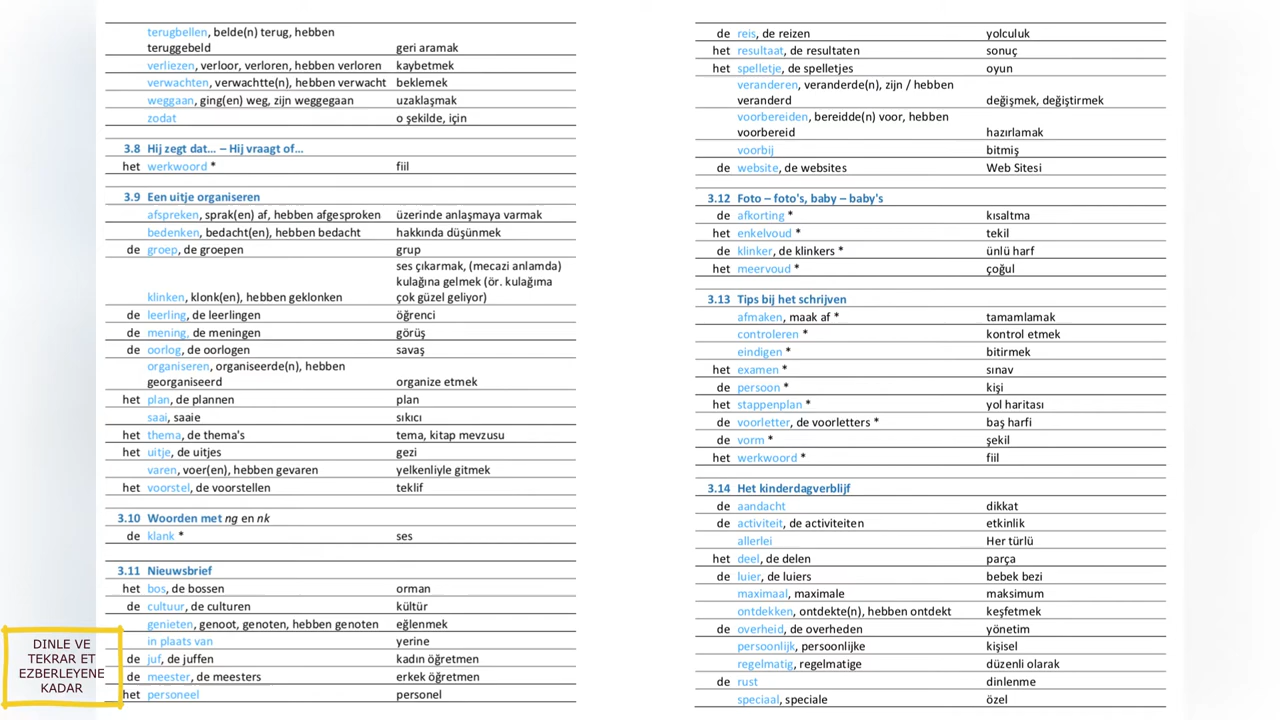 terugbellen, belde(n) terug, hebben
teruggebeld geri aramak
verliezen, verloor, verloren, hebben verloren kaybetmek
verwachten, verwachtte(n), hebben verwacht beklemek
weggaan, ging(en) weg, zijn weggegaan uzaklaşmak
zodat o şekilde, için
3.8 Hij zegt dat… – Hij vraagt of…
het werkwoord * fiil
3.9 Een uitje organiseren
afspreken, sprak(en) af, hebben afgesproken üzerinde anlaşmaya varmak
bedenken, bedacht(en), hebben bedacht hakkında düşünmek
de groep, de groepen grup
ses çıkarmak, (mecazi anlamda)
kulağına gelmek (ör. kulağıma
klinken, klonk(en), hebben geklonken çok güzel geliyor)
de leerling, de leerlingen öğrenci
de mening, de meningen görüş
de oorlog, de oorlogen savaş
organiseren, organiseerde(n), hebben
georganiseerd organize etmek
het plan, de plannen plan
saai, saaie sıkıcı
het thema, de thema's tema, kitap mevzusu
het uitje, de uitjes gezi
varen, voer(en), hebben gevaren yelkenliyle gitmek
het voorstel, de voorstellen teklif
3.10 Woorden met ng en nk
de klank * ses
3.11 Nieuwsbrief
het bos, de bossen orman
de cultuur, de culturen kültür
genieten, genoot, genoten, hebben genoten eğlenmek
in plaats van yerine
de juf, de juffen kadın öğretmen
de meester, de meesters erkek öğretmen
het personeel personel
DINLE VE
TEKRAR ET
EZBERLEYENE
KADAR
de reis, de reizen yolculuk
het resultaat, de resultaten sonuç
het spelletje, de spelletjes oyun
veranderen, veranderde(n), zijn / hebben
veranderd değişmek, değiştirmek
voorbereiden, bereidde(n) voor, hebben
voorbereid hazırlamak
voorbij bitmiş
de website, de websites Web Sitesi
3.12 Foto – foto's, baby – baby's
de afkorting * kısaltma
het enkelvoud * tekil
de klinker, de klinkers * ünlü harf
het meervoud * çoğul
3.13 Tips bij het schrijven
afmaken, maak af * tamamlamak
controleren * kontrol etmek
eindigen * bitirmek
het examen * sınav
de persoon * kişi
het stappenplan * yol haritası
de voorletter, de voorletters * baş harfi
de vorm * şekil
het werkwoord * fiil
3.14 Het kinderdagverblijf
de aandacht dikkat
de activiteit, de activiteiten etkinlik
allerlei Her türlü
het deel, de delen parça
de luier, de luiers bebek bezi
maximaal, maximale maksimum
ontdekken, ontdekte(n), hebben ontdekt keşfetmek
de overheid, de overheden yönetim
persoonlijk, persoonlijke kişisel
regelmatig, regelmatige düzenli olarak
de rust dinlenme
speciaal, speciale özel